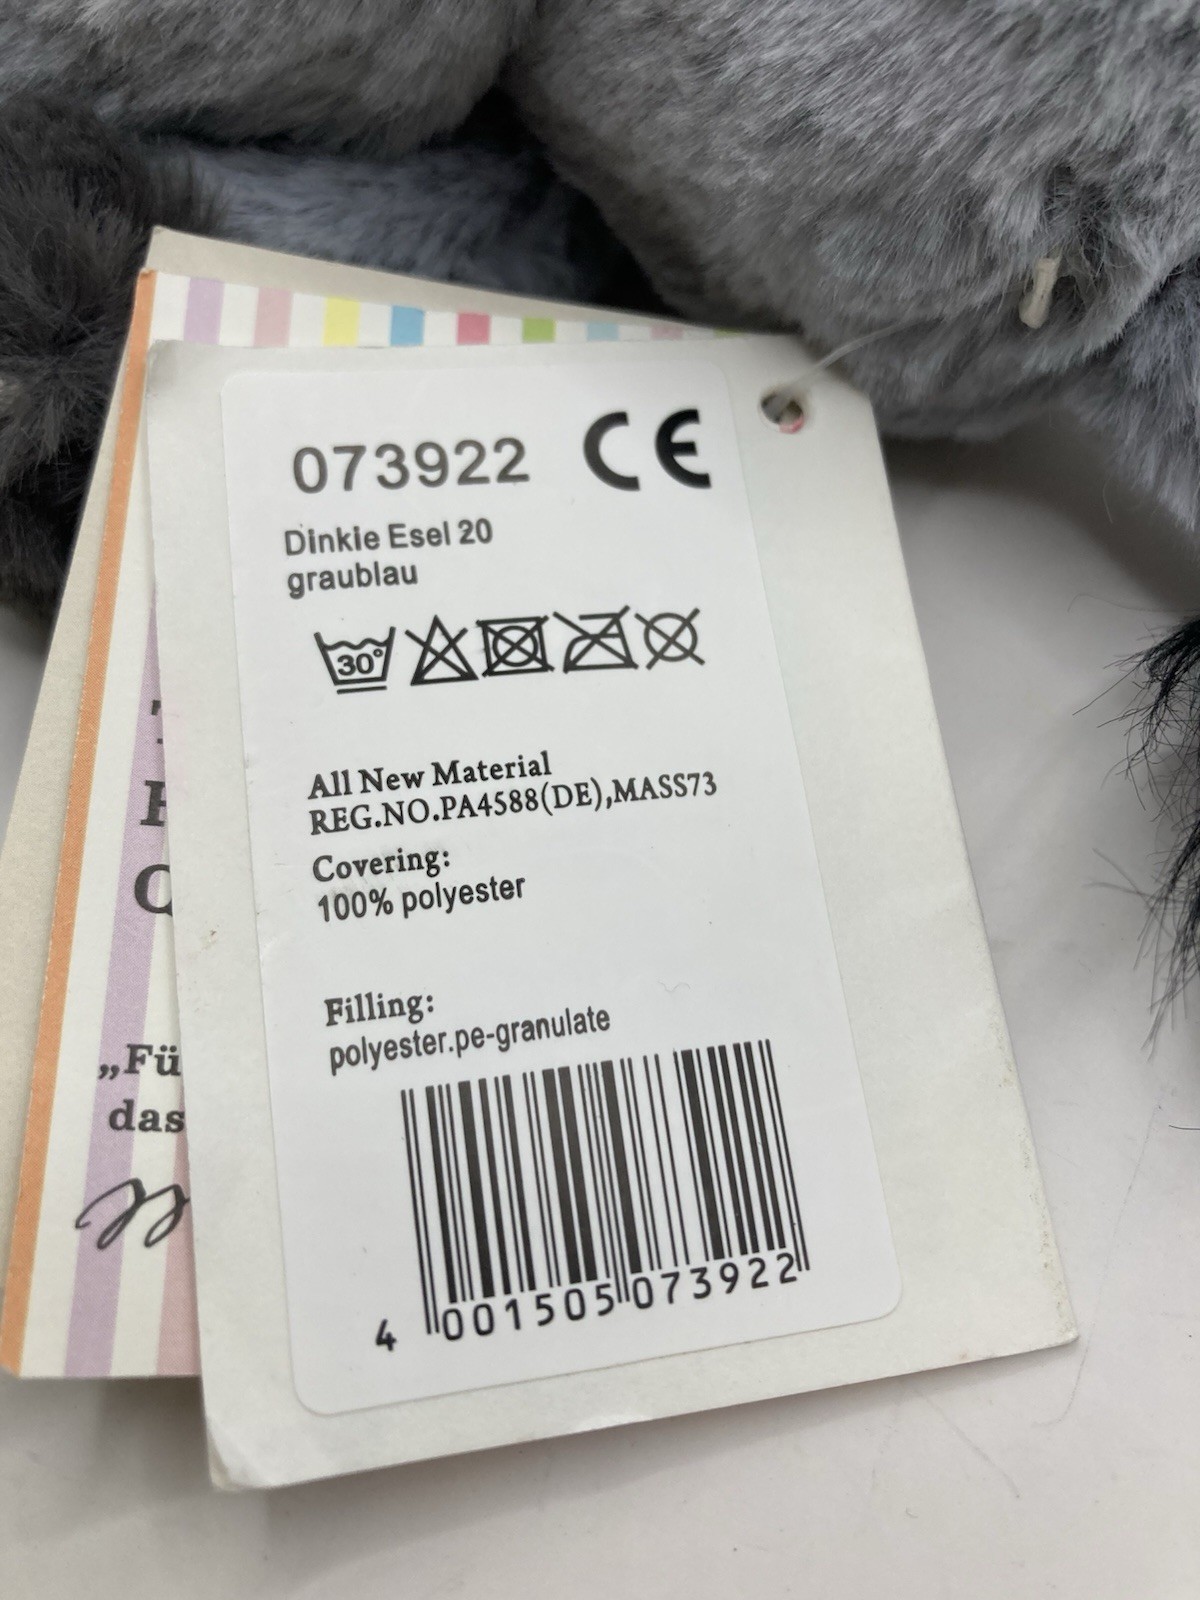 073922 CE
Dinkie Esel 20
graublau
30°
All New Material
REG.NO.PA4588(DE),MASS73
Covering:
100% polyester
Filling:
polyester.pe-granulate
4 001505 073922
„Fü
das